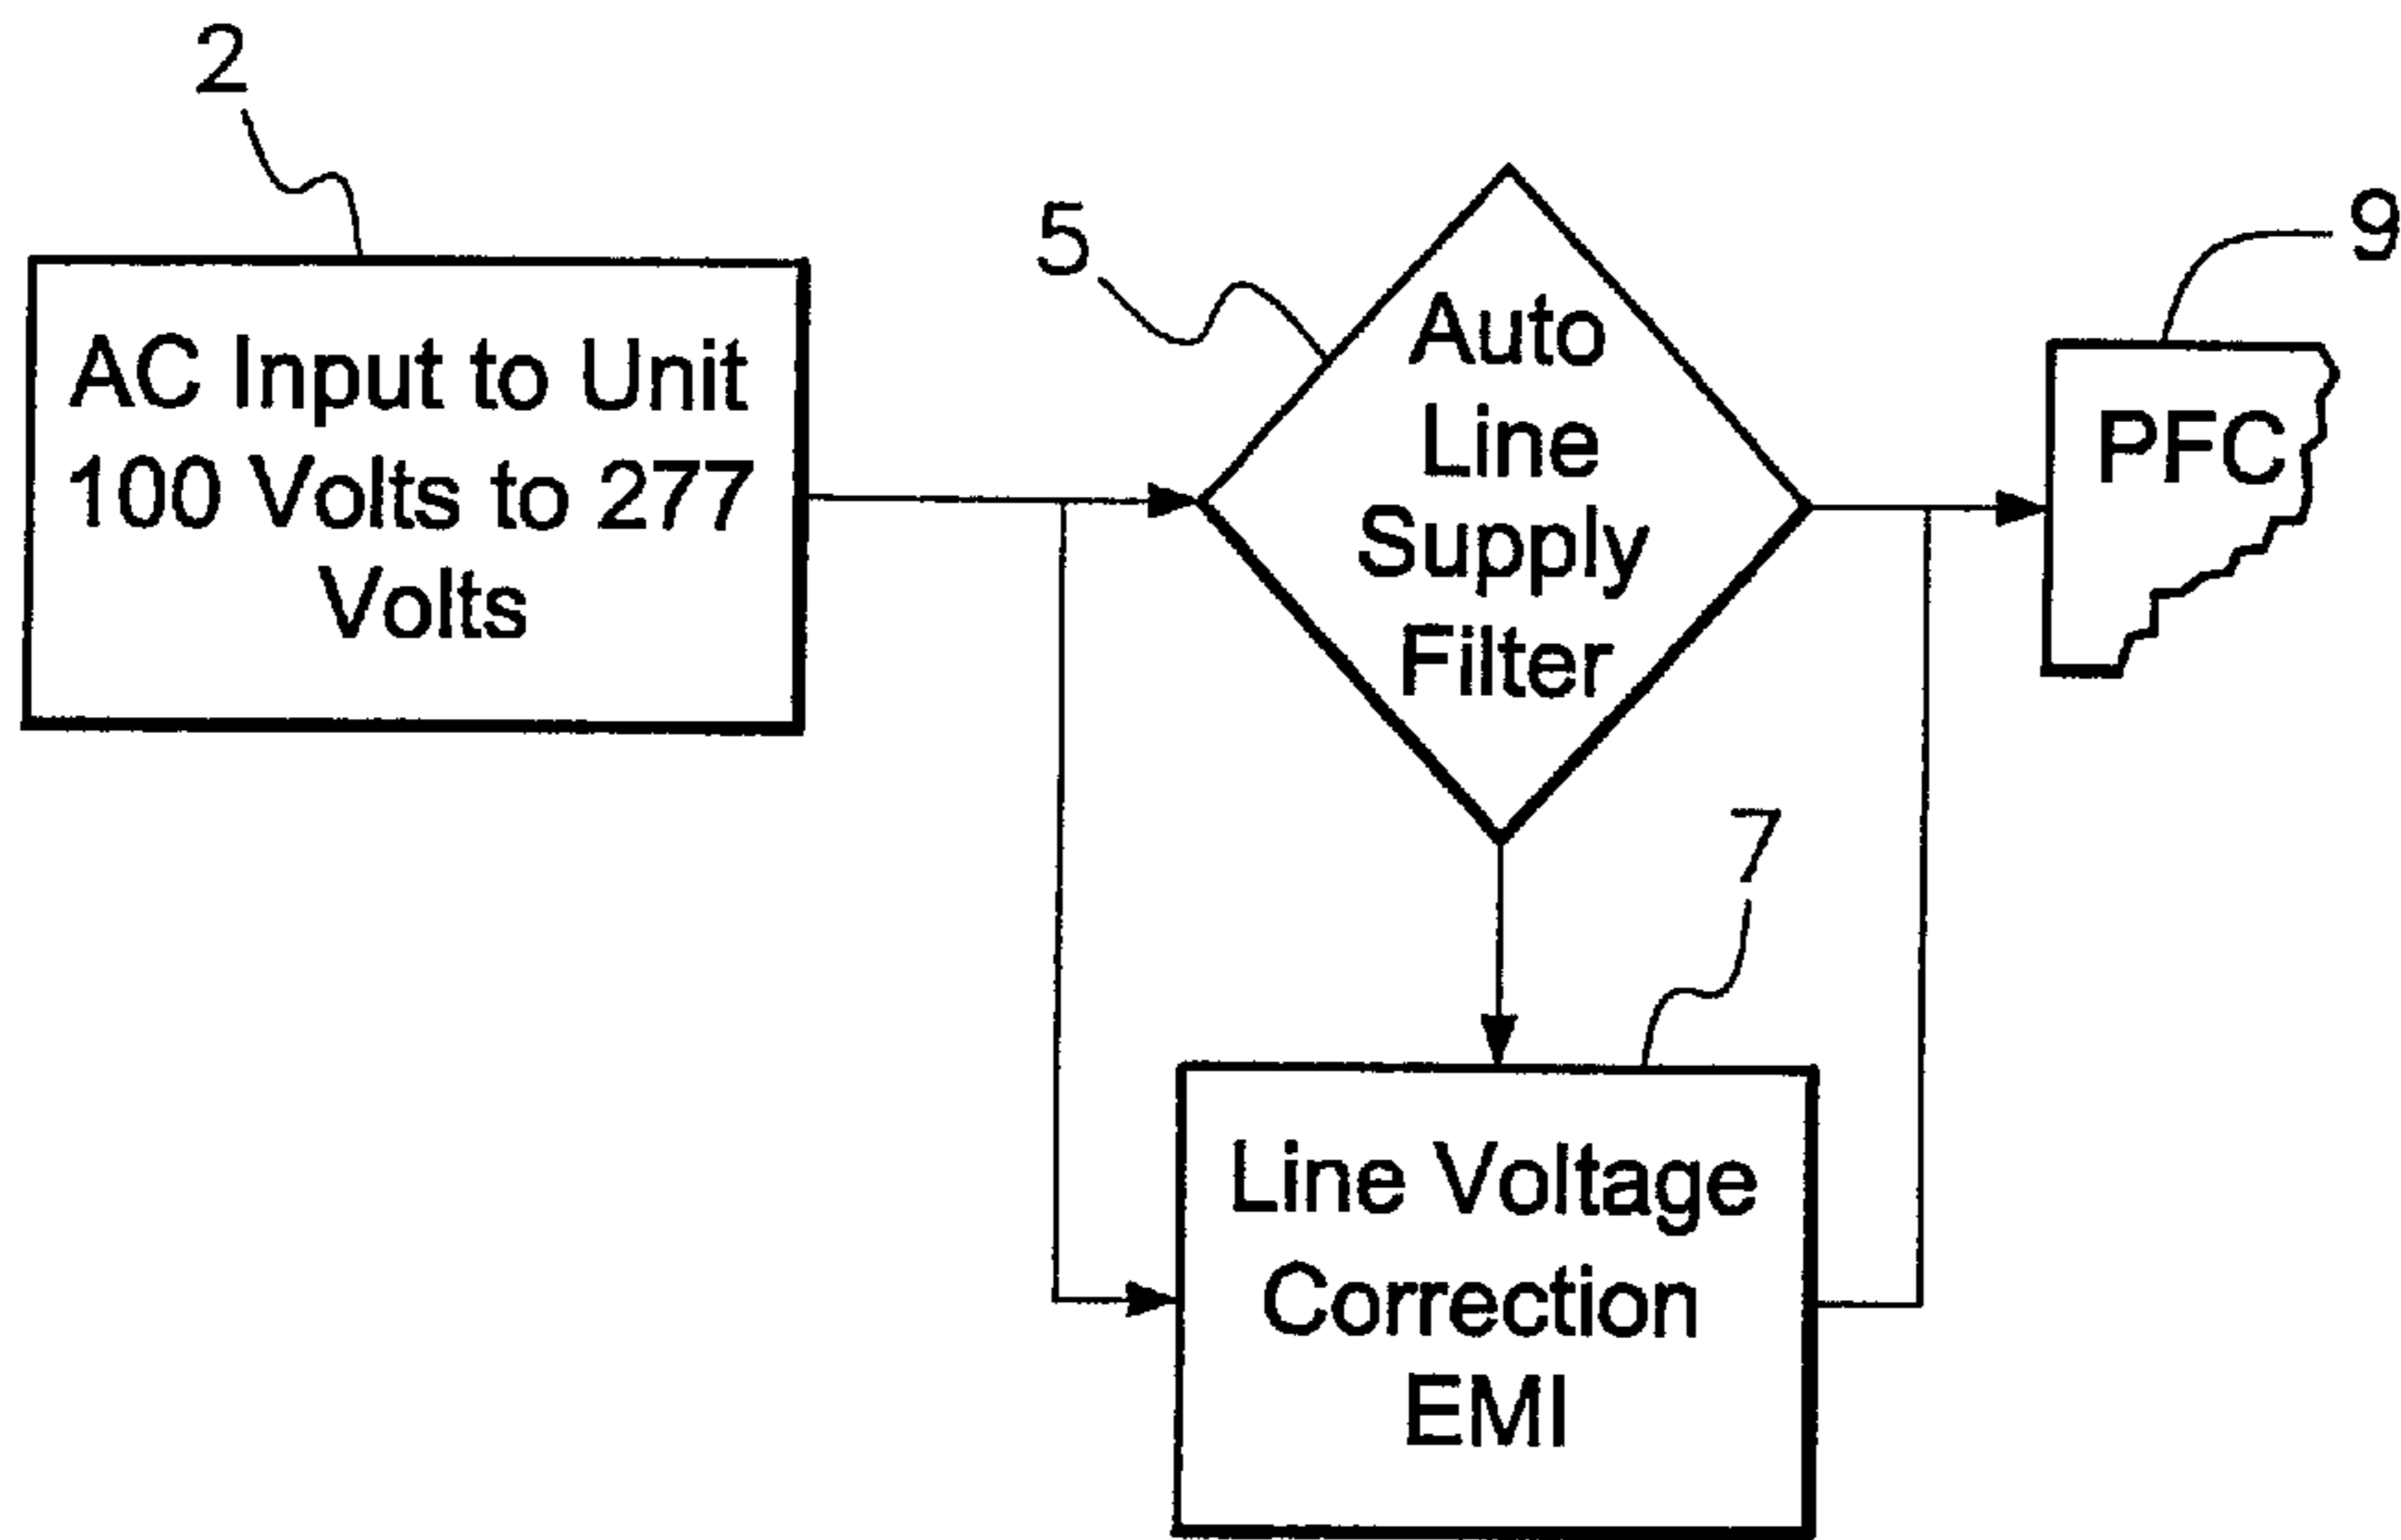 2
AC Input to Unit
100 Volts to 277
Volts
5
Auto
Line
Supply
Filter
9
PFC
7
Line Voltage
Correction
EMI